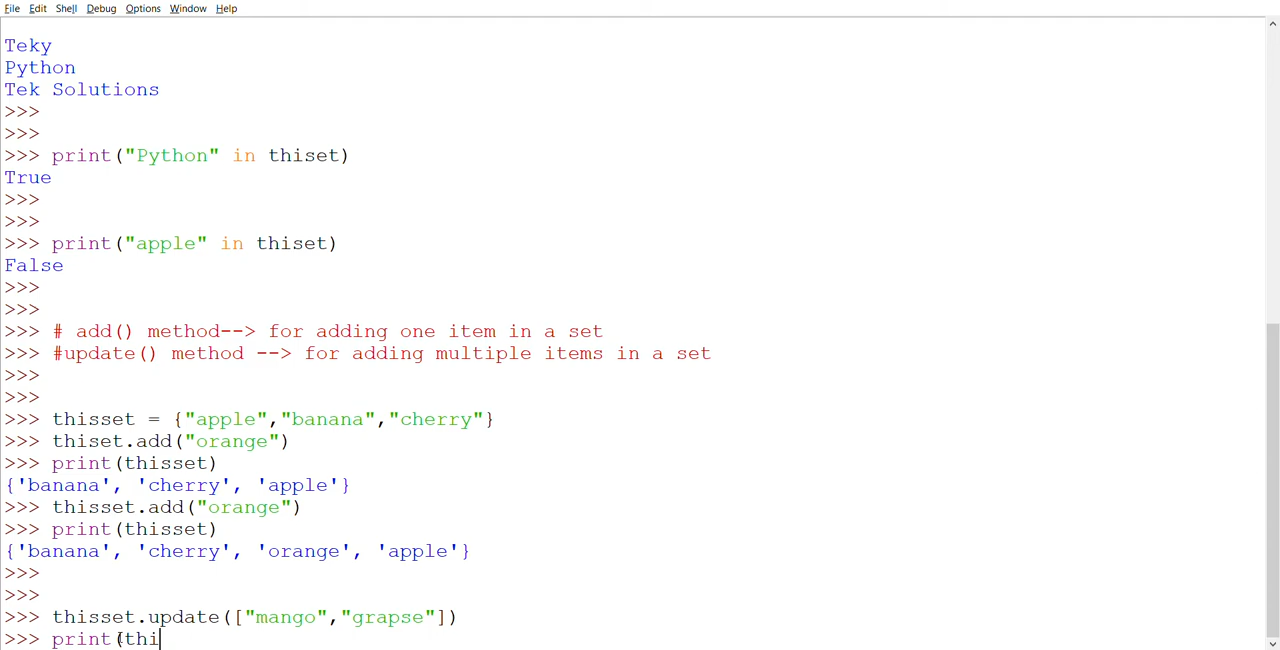 File Edit Shell Debug Options Window Help
Teky
Python
Tek Solutions
>>>
>>>
>>> print("Python" in thiset)
True
>>>
>>>
>>> print("apple" in thiset)
False
>>>
>>>
>>> # add() method--> for adding one item in a set
>>> #update() method --> for adding multiple items in a set
>>>
>>>
>>> thisset = {"apple","banana","cherry"}
>>> thiset.add("orange")
>>> print(thisset)
{'banana', 'cherry', 'apple'}
>>> thisset.add("orange")
>>> print(thisset)
{'banana', 'cherry', 'orange', 'apple'}
>>>
>>>
>>> thisset.update(["mango","grapse"])
>>> print(thi